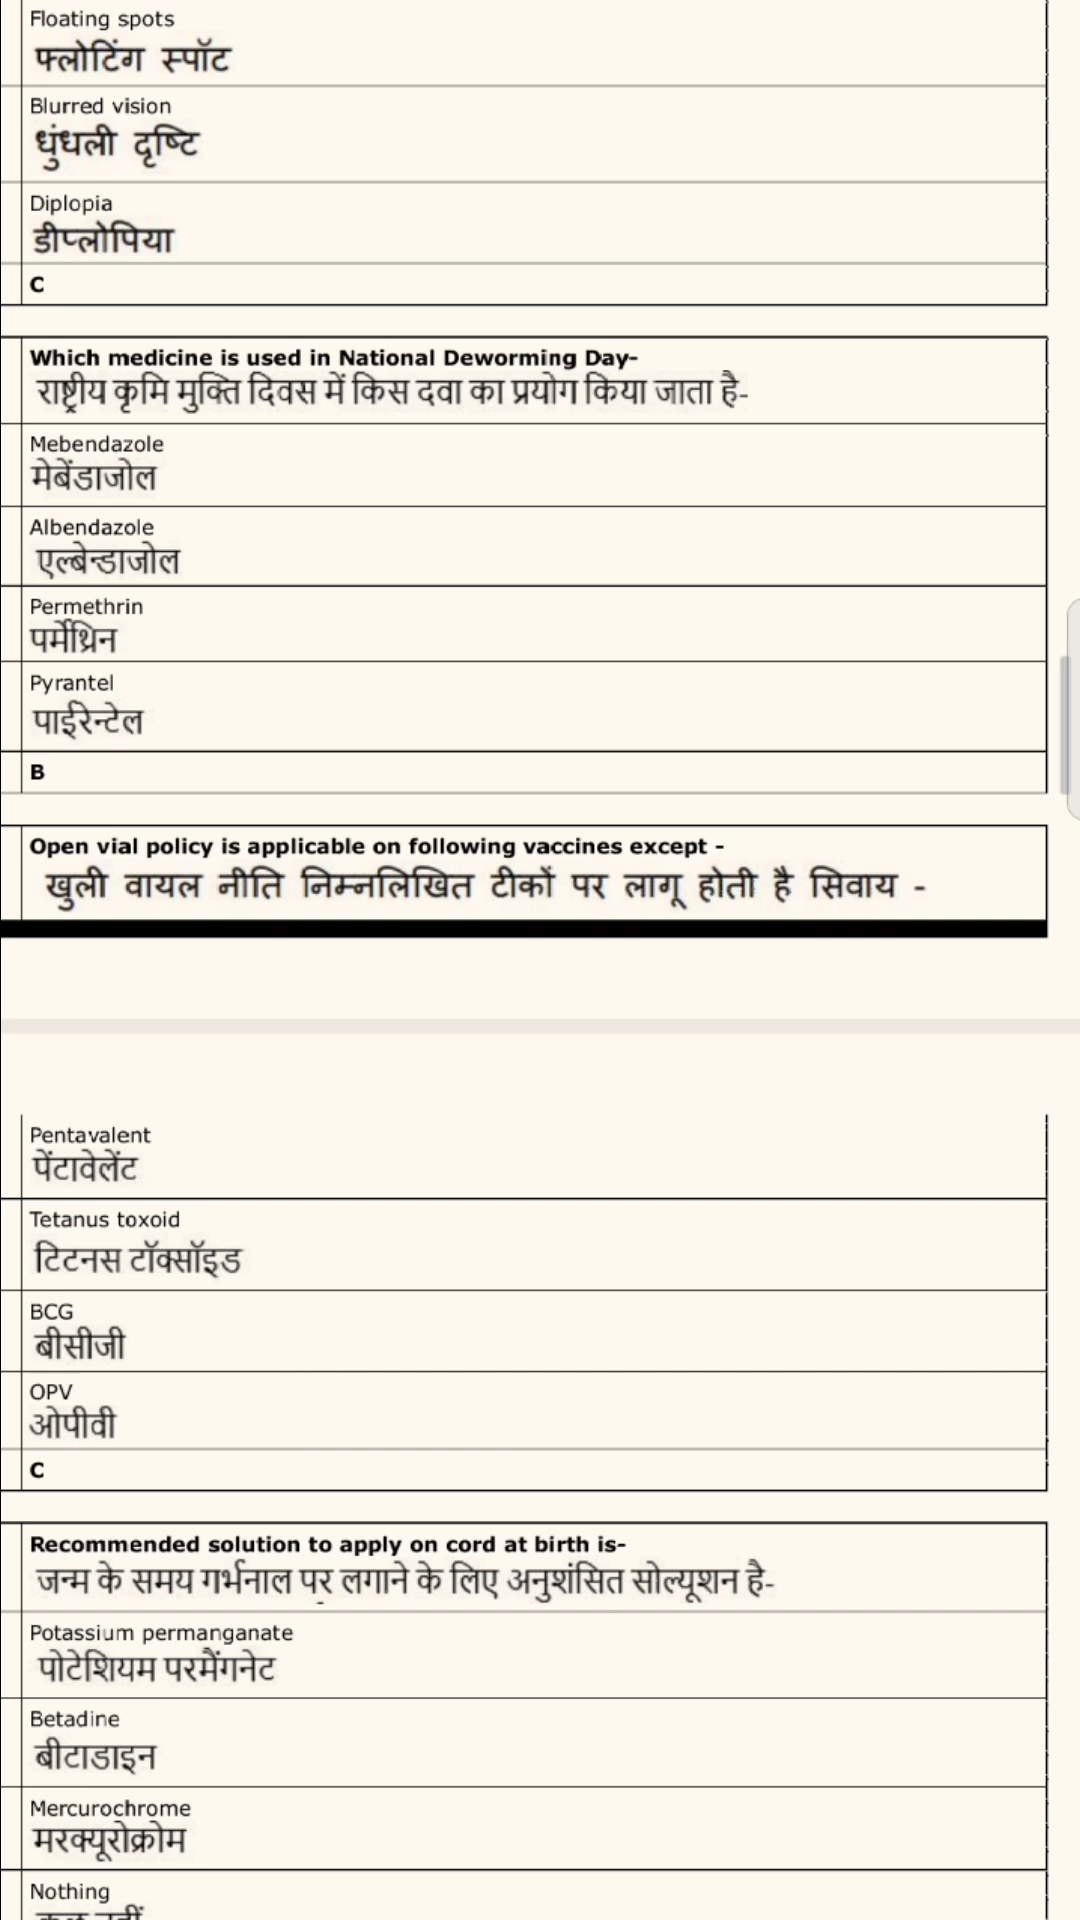 Floating spots
फ्लोटिंग स्पॉट
Blurred vision
धुंधली दृष्टि
Diplopia
डीप्लोपिया
C
Which medicine is used in National Deworming Day-
राष्ट्रीय कृमि मुक्ति दिवस में किस दवा का प्रयोग किया जाता है-
Mebendazole
मेबेंडाजोल
Albendazole
एल्बेन्डाजोल
Permethrin
पर्मेथ्रिन
Pyrantel
पाईरेन्टेल
B
Open vial policy is applicable on following vaccines except -
खुली वायल नीति निम्नलिखित टीकों पर लागू होती है सिवाय -
Pentavalent
पेंटावेलेंट
Tetanus toxoid
टिटनस टॉक्सॉइड
BCG
बीसीजी
OPV
ओपीवी
C
Recommended solution to apply on cord at birth is-
जन्म के समय गर्भनाल पर लगाने के लिए अनुशंसित सोल्यूशन है-
Potassium permanganate
पोटेशियम परमैंगनेट
Betadine
बीटाडाइन
Mercurochrome
मरक्यूरोक्रोम
Nothing